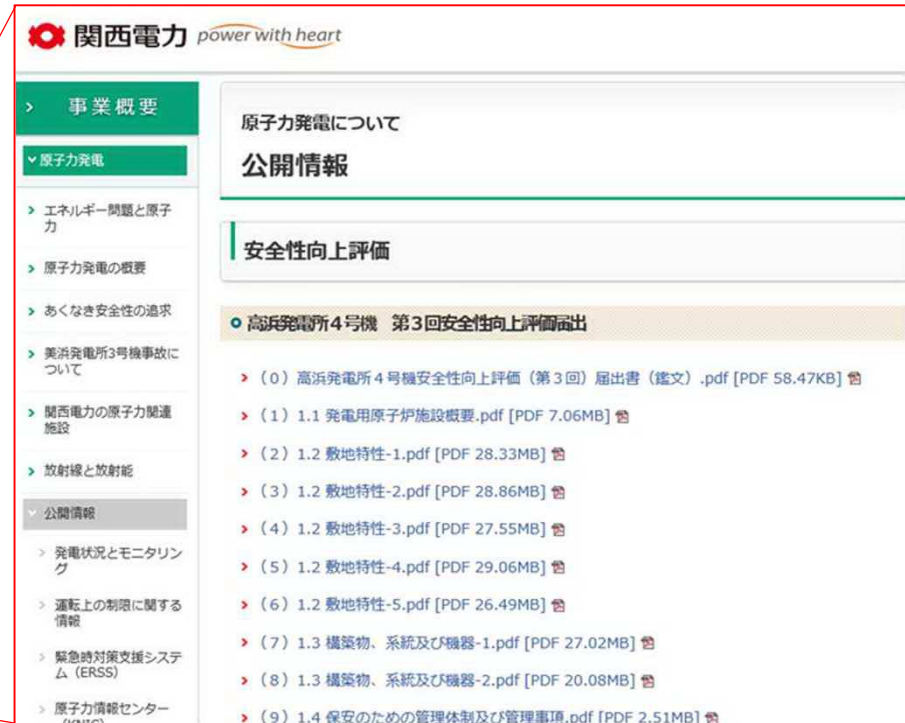 関西電力 power with heart
事業概要
原子力発電
エネルギー問題と原子
力
原子力発電の概要
あくなき安全性の追求
美浜発電所3号機事故に
ついて
関西電力の原子力関連
施設
放射線と放射能
公開情報
発電状況とモニタリン
グ
運転上の制限に関する
情報
緊急時対策支援システ
ム（ERSS）
原子力情報センター
原子力発電について
公開情報
安全性向上評価
高浜発電所4号機　第3回安全性向上評価届出
（0）高浜発電所4号機安全性向上評価（第3回）届出書（鑑文）.pdf [PDF 58.47KB]
（1）1.1 発電用原子炉施設概要.pdf [PDF 7.06MB]
（2）1.2 敷地特性-1.pdf [PDF 28.33MB]
（3）1.2 敷地特性-2.pdf [PDF 28.86MB]
（4）1.2 敷地特性-3.pdf [PDF 27.55MB]
（5）1.2 敷地特性-4.pdf [PDF 29.06MB]
（6）1.2 敷地特性-5.pdf [PDF 26.49MB]
（7）1.3 構築物、系統及び機器-1.pdf [PDF 27.02MB]
（8）1.3 構築物、系統及び機器-2.pdf [PDF 20.08MB]
（9）1.4 保安のための管理体制及び管理事項.pdf [PDF 2.51MB]